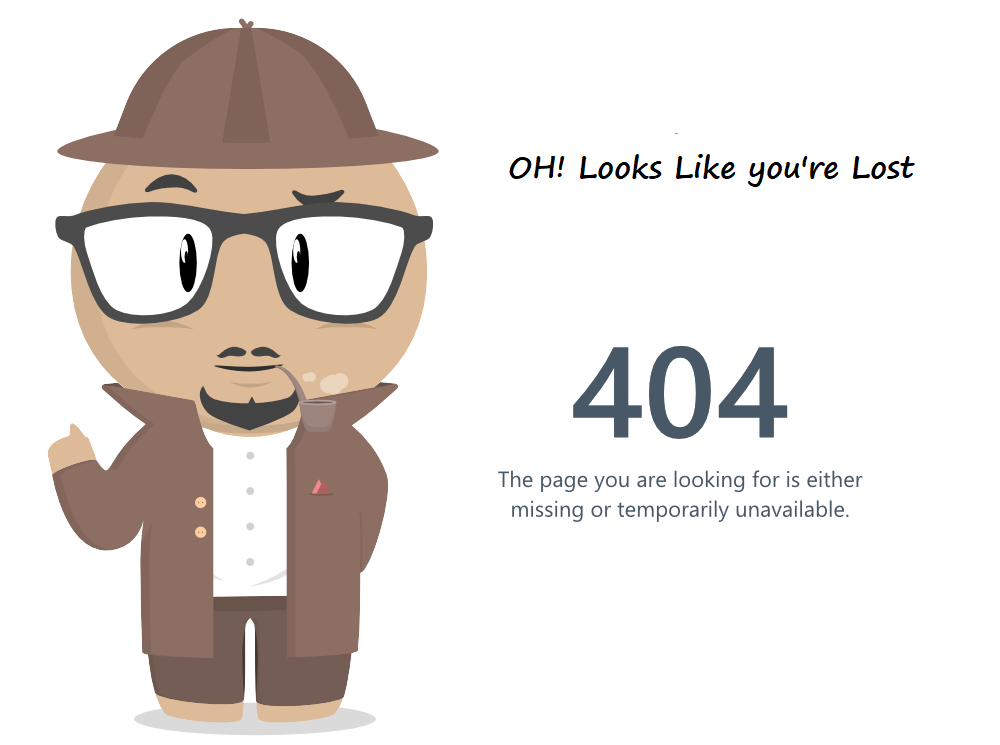 OH! Looks Like you're Lost
404
The page you are looking for is either
missing or temporarily unavailable.